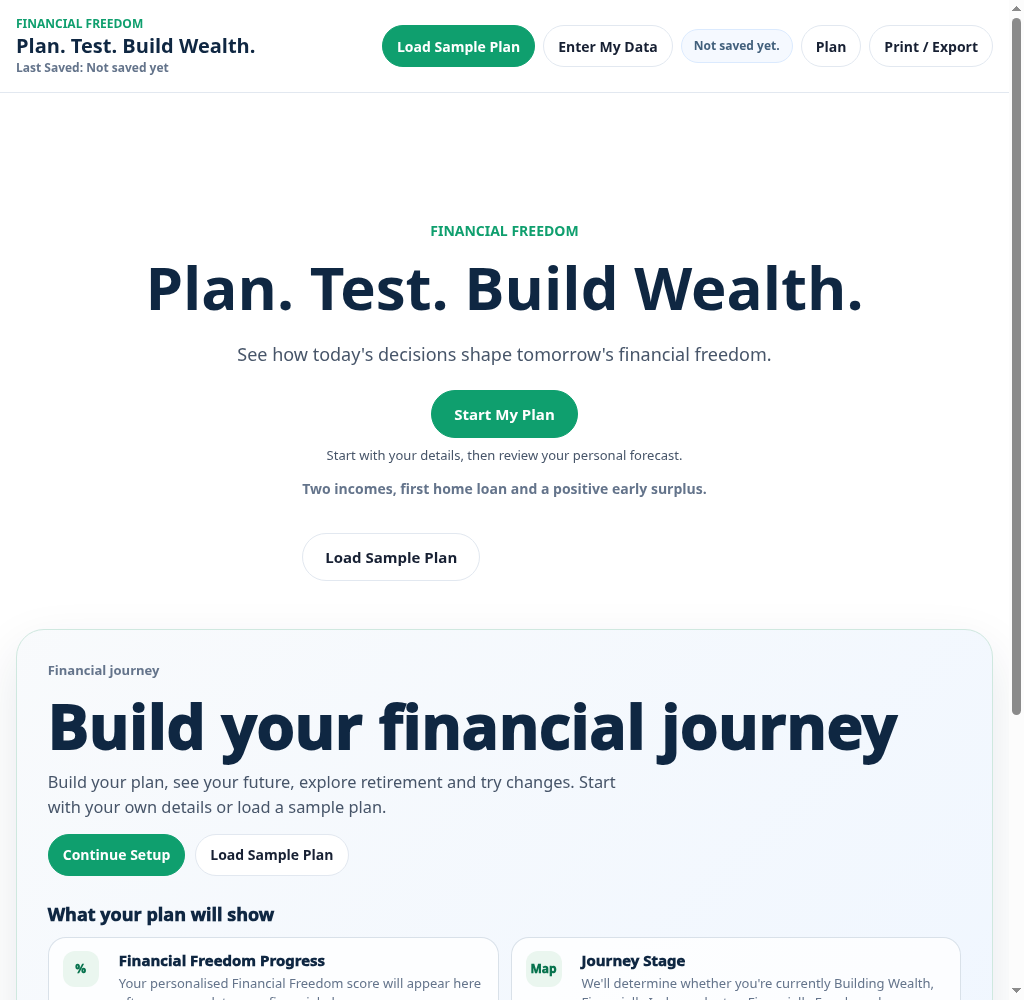 FINANCIAL FREEDOM
Plan. Test. Build Wealth.
Last Saved: Not saved yet
Load Sample Plan
Enter My Data
Not saved yet.
Plan
Print / Export
FINANCIAL FREEDOM
Plan. Test. Build Wealth.
See how today's decisions shape tomorrow's financial freedom.
Start My Plan
Start with your details, then review your personal forecast.
Two incomes, first home loan and a positive early surplus.
Load Sample Plan
Financial journey
Build your financial journey
Build your plan, see your future, explore retirement and try changes. Start
with your own details or load a sample plan.
Continue Setup
Load Sample Plan
What your plan will show
%
Financial Freedom Progress
Your personalised Financial Freedom score will appear here
Map
Journey Stage
We'll determine whether you're currently Building Wealth,